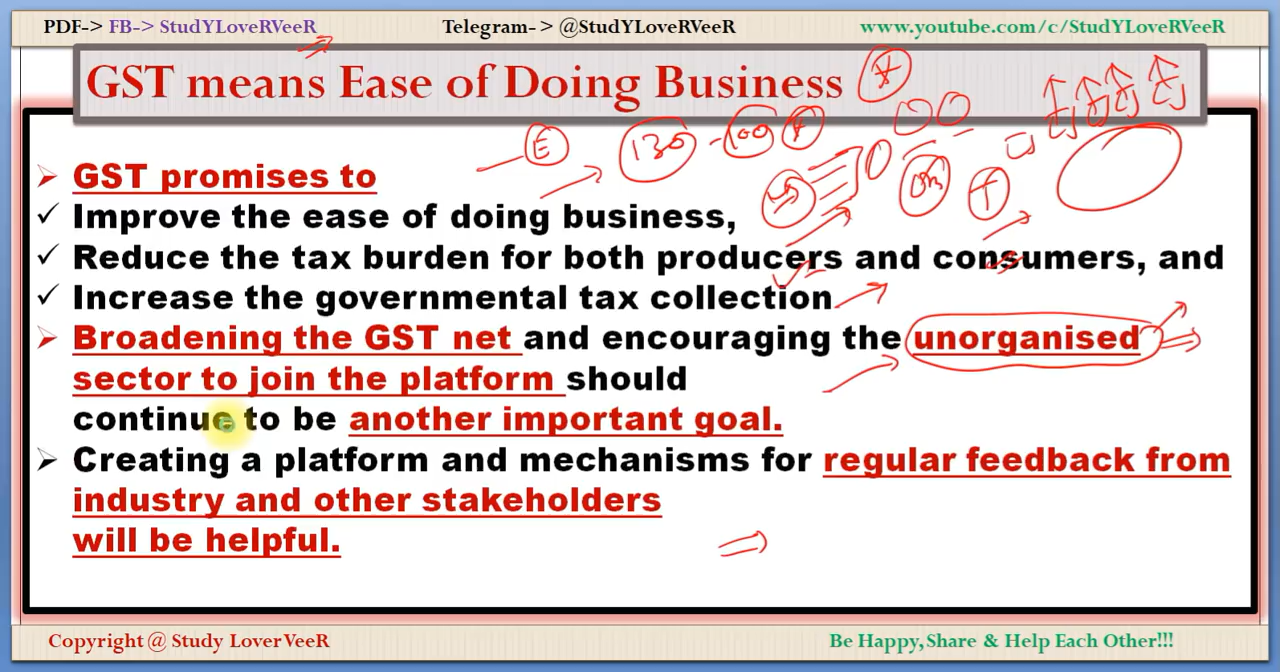 PDF-> FB-> StudYLoveRVeeR Telegram- > @StudYLoveRVeeR www.youtube.com/c/StudYLoveRVeeR
GST means Ease of Doing Business
E 130 - 100
➢ GST promises to
✓ Improve the ease of doing business,
✓ Reduce the tax burden for both producers and consumers, and
✓ Increase the governmental tax collection
➢ Broadening the GST net and encouraging the unorganised
sector to join the platform should
continue to be another important goal.
➢ Creating a platform and mechanisms for regular feedback from
industry and other stakeholders
will be helpful.
Copyright @ Study LoverVeeR Be Happy,Share & Help Each Other!!!